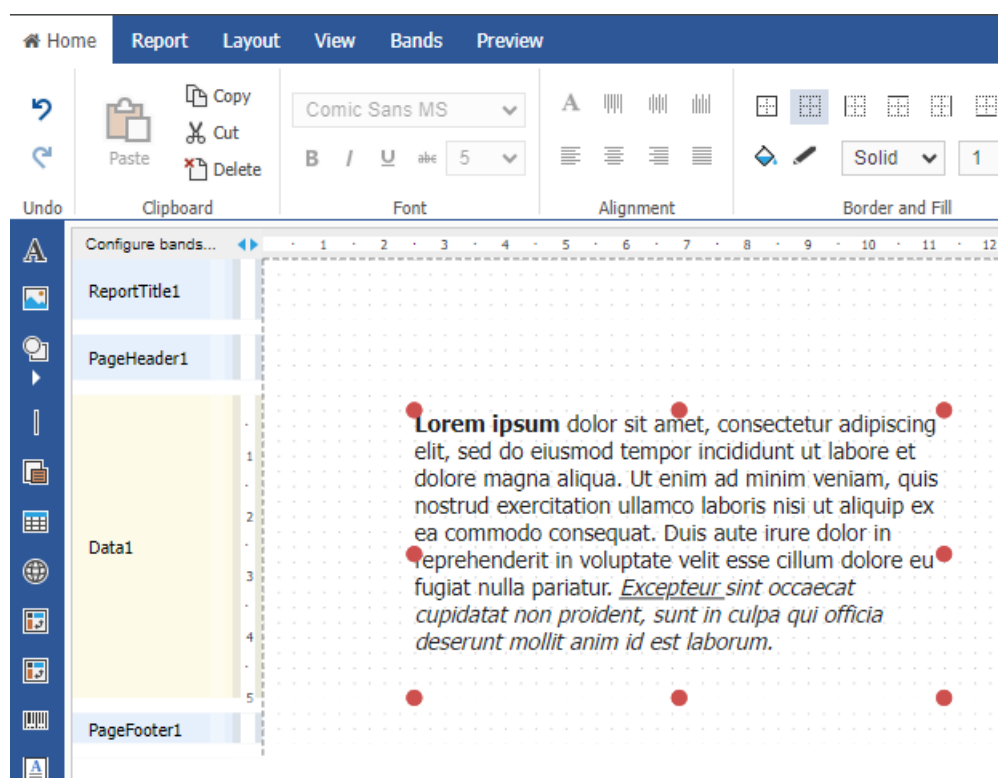 Home Report Layout View Bands Preview
Copy
Cut
Paste
Delete
Comic Sans MS
B I U abc 5
A
Solid 1
Undo Clipboard Font Alignment Border and Fill
A
Configure bands...
1 2 3 4 5 6 7 8 9 10 11 12
ReportTitle1
PageHeader1
Data1
1
2
3
4
5
PageFooter1
A
Lorem ipsum dolor sit amet, consectetur adipiscing
elit, sed do eiusmod tempor incididunt ut labore et
dolore magna aliqua. Ut enim ad minim veniam, quis
nostrud exercitation ullamco laboris nisi ut aliquip ex
ea commodo consequat. Duis aute irure dolor in
reprehenderit in voluptate velit esse cillum dolore eu
fugiat nulla pariatur. Excepteur sint occaecat
cupidatat non proident, sunt in culpa qui officia
deserunt mollit anim id est laborum.